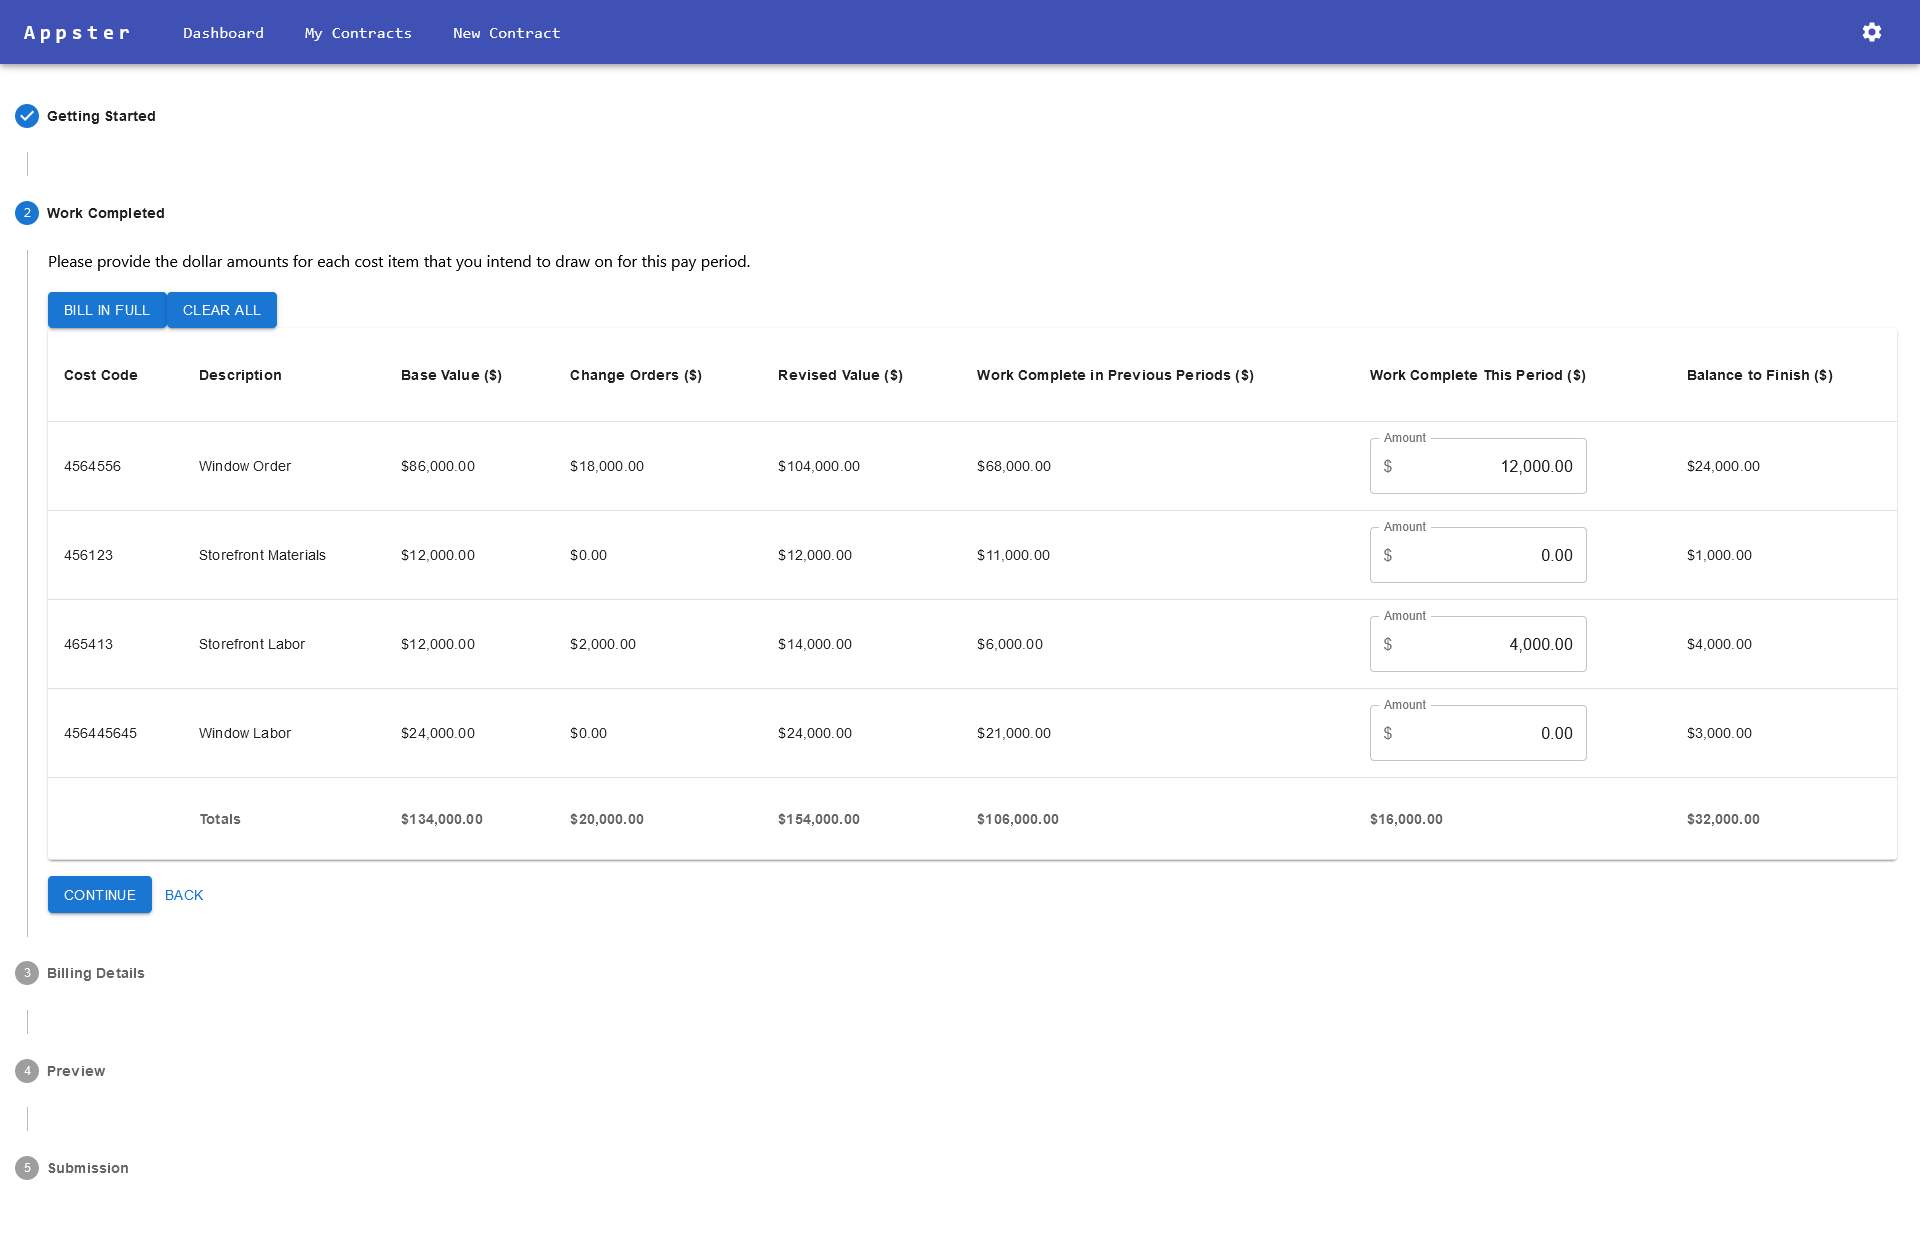 Appster Dashboard My Contracts New Contract
Getting Started
2 Work Completed
Please provide the dollar amounts for each cost item that you intend to draw on for this pay period.
BILL IN FULL CLEAR ALL
Cost Code Description Base Value ($) Change Orders ($) Revised Value ($) Work Complete in Previous Periods ($) Work Complete This Period ($) Balance to Finish ($)
Amount
4564556 Window Order $86,000.00 $18,000.00 $104,000.00 $68,000.00 $ 12,000.00 $24,000.00
Amount
456123 Storefront Materials $12,000.00 $0.00 $12,000.00 $11,000.00 $ 0.00 $1,000.00
Amount
465413 Storefront Labor $12,000.00 $2,000.00 $14,000.00 $6,000.00 $ 4,000.00 $4,000.00
Amount
456445645 Window Labor $24,000.00 $0.00 $24,000.00 $21,000.00 $ 0.00 $3,000.00
Totals $134,000.00 $20,000.00 $154,000.00 $106,000.00 $16,000.00 $32,000.00
CONTINUE BACK
3 Billing Details
4 Preview
5 Submission